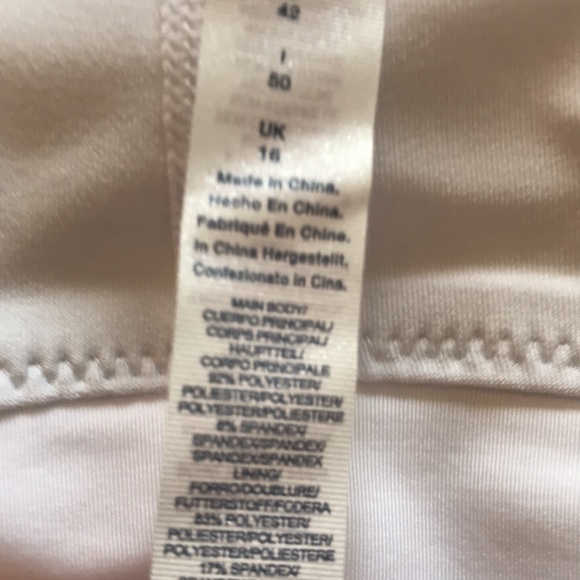 42
I
50
UK
16
Made In China.
Hecho En China.
Fabriqué En Chine.
In China Hergestellt.
Confezionato in Cina.
MAIN BODY/
CUERPO PRINCIPAL/
CORPS PRINCIPAL/
HAUPTTEIL/
CORPO PRINCIPALE
92% POLYESTER/
POLIESTER/POLYESTER/
POLYESTER/POLIESTERE
8% SPANDEX/
SPANDEX/SPANDEX/
SPANDEX/SPANDEX
LINING/
FORRO/DOUBLURE/
FUTTERSTOFF/FODERA
83% POLYESTER/
POLIESTER/POLYESTER/
POLYESTER/POLIESTERE
17% SPANDEX/